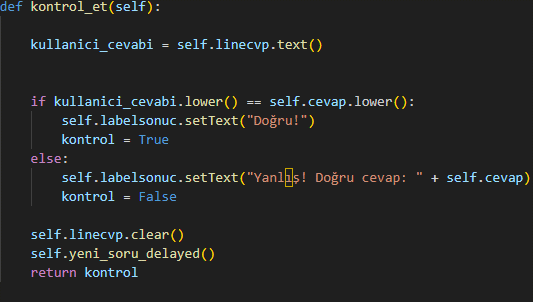 def kontrol_et(self):
    kullanici_cevabi = self.linecvp.text()
    if kullanici_cevabi.lower() == self.cevap.lower():
        self.labelsonuc.setText("Doğru!")
        kontrol = True
    else:
        self.labelsonuc.setText("Yanlış! Doğru cevap: " + self.cevap)
        kontrol = False
    self.linecvp.clear()
    self.yeni_soru_delayed()
    return kontrol